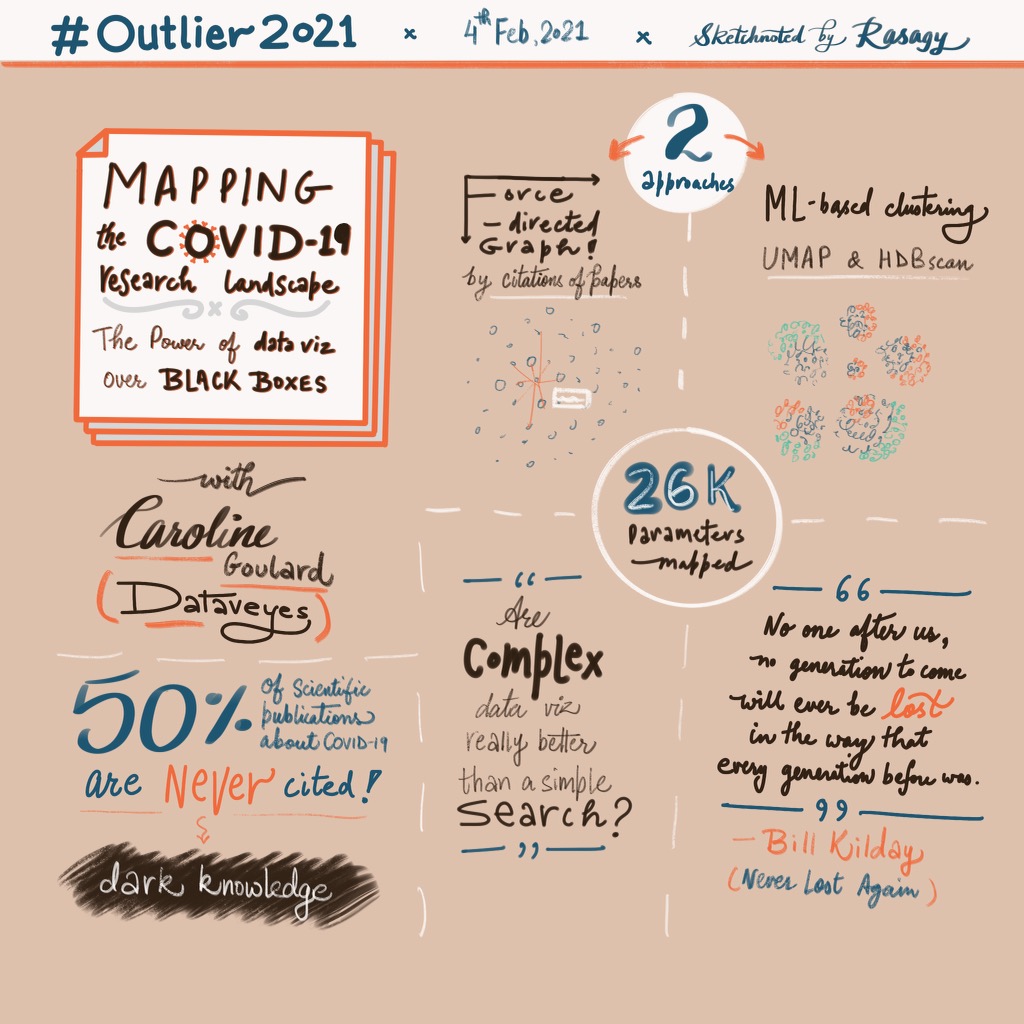 #Outlier2021 × 4th Feb, 2021 × Sketchnoted by Rasagy
MAPPING
the COVID-19
research landscape
The Power of data viz
over BLACK BOXES
with
Caroline
Goulard
(Dataveyes)
50% of Scientific
publications
about COVID-19
are Never cited!
dark knowledge
2
approaches
Force
-directed
Graph!
by citations of papers
ML-based clustering
UMAP & HDBscan
26K
Parameters
mapped
“
Are
Complex
data viz
really better
than a simple
Search?
”
“
No one after us,
no generation to come
will ever be lost
in the way that
every generation before was.
”
- Bill Kilday
(Never Lost Again)